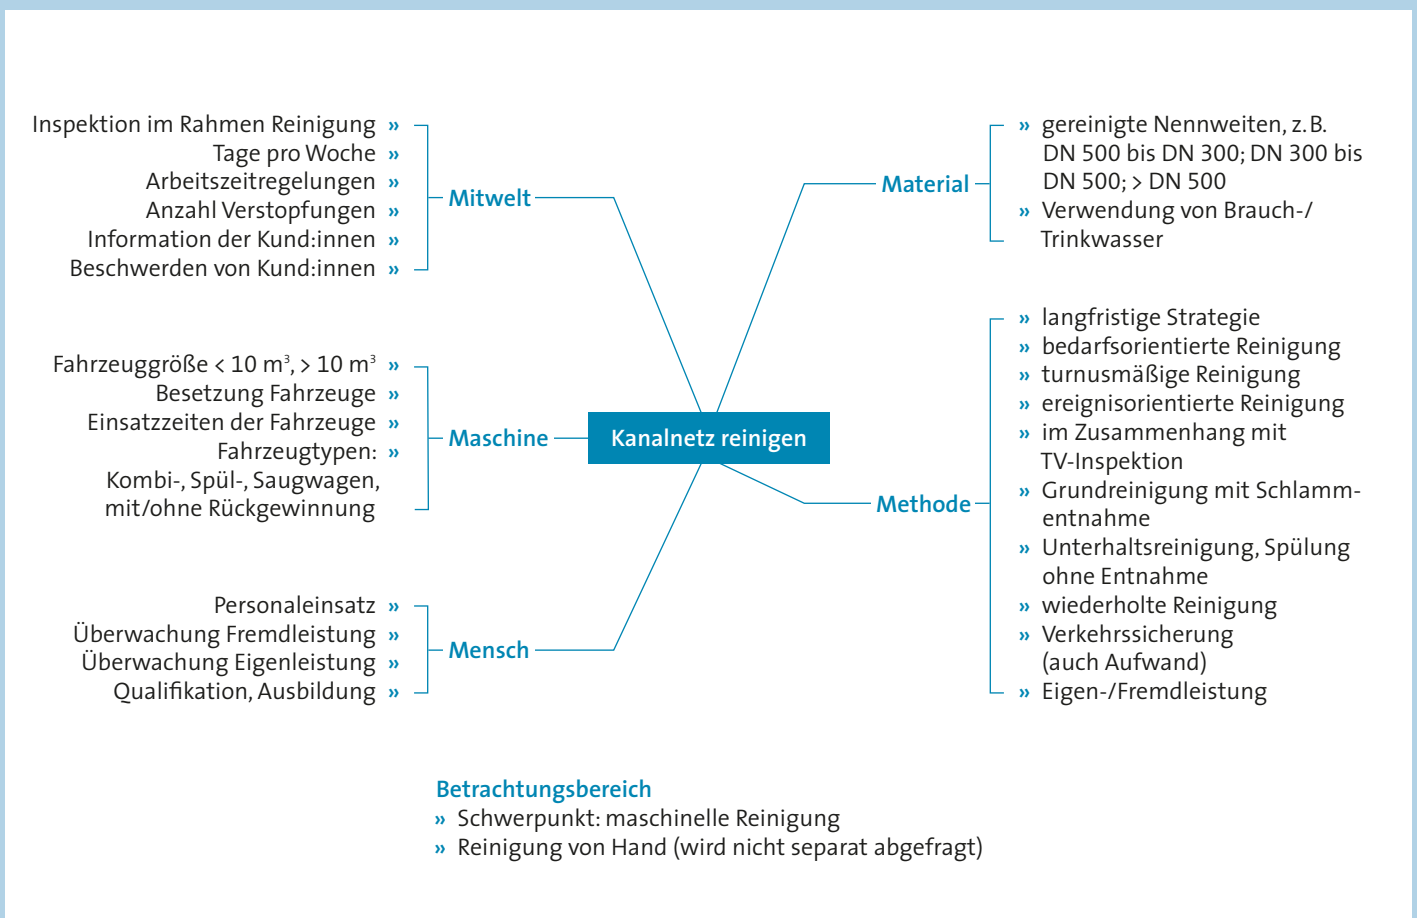 Inspektion im Rahmen Reinigung »
Tage pro Woche »
Arbeitszeitregelungen »
Anzahl Verstopfungen »
Information der Kund:innen »
Beschwerden von Kund:innen »
Mitwelt
Fahrzeuggröße < 10 m³, > 10 m³ »
Besetzung Fahrzeuge »
Einsatzzeiten der Fahrzeuge »
Fahrzeugtypen: »
Kombi-, Spül-, Saugwagen,
mit/ohne Rückgewinnung
Maschine
Personaleinsatz »
Überwachung Fremdleistung »
Überwachung Eigenleistung »
Qualifikation, Ausbildung »
Mensch
Kanalnetz reinigen
Material
» gereinigte Nennweiten, z. B.
DN 500 bis DN 300; DN 300 bis
DN 500; > DN 500
» Verwendung von Brauch-/
Trinkwasser
Methode
» langfristige Strategie
» bedarfsorientierte Reinigung
» turnusmäßige Reinigung
» ereignisorientierte Reinigung
» im Zusammenhang mit
TV-Inspektion
» Grundreinigung mit Schlamm-
entnahme
» Unterhaltsreinigung, Spülung
ohne Entnahme
» wiederholte Reinigung
» Verkehrssicherung
(auch Aufwand)
» Eigen-/Fremdleistung
Betrachtungsbereich
» Schwerpunkt: maschinelle Reinigung
» Reinigung von Hand (wird nicht separat abgefragt)